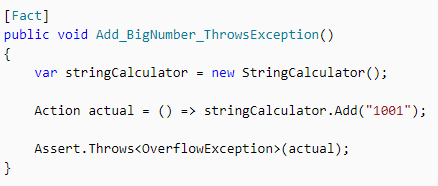 [Fact]
public void Add_BigNumber_ThrowsException()
{
    var stringCalculator = new StringCalculator();
    Action actual = () => stringCalculator.Add("1001");
    Assert.Throws<OverflowException>(actual);
}